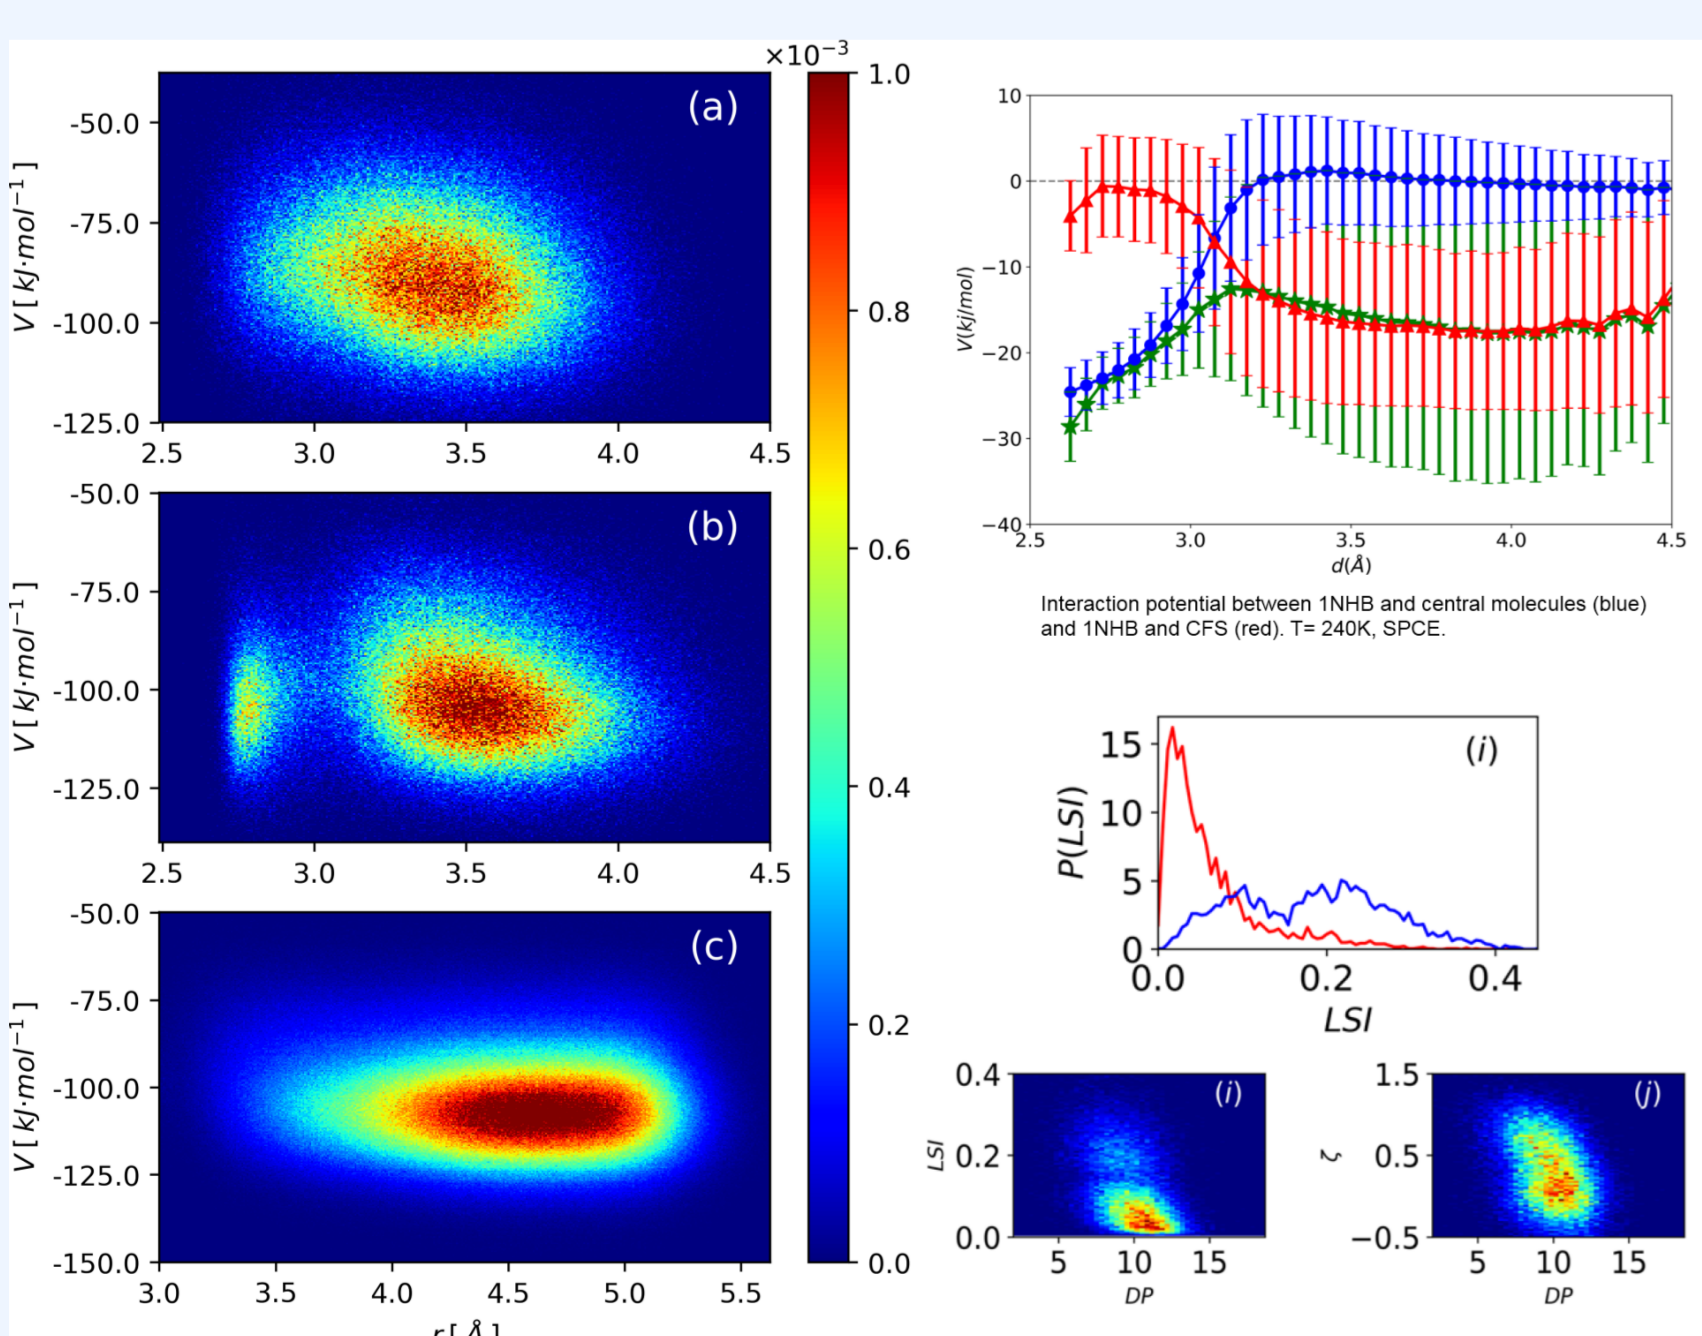 ×10⁻³
(a)
V [ kJ·mol⁻¹ ]
-50.0
-75.0
-100.0
-125.0
2.5 3.0 3.5 4.0 4.5
(b)
V [ kJ·mol⁻¹ ]
-50.0
-75.0
-100.0
-125.0
2.5 3.0 3.5 4.0 4.5
(c)
V [ kJ·mol⁻¹ ]
-50.0
-75.0
-100.0
-125.0
-150.0
3.0 3.5 4.0 4.5 5.0 5.5
r [ Å ]
1.0
0.8
0.6
0.4
0.2
0.0
V(kJ/mol)
10
0
−10
−20
−30
−40
2.5 3.0 3.5 4.0 4.5
d(Å)
Interaction potential between 1NHB and central molecules (blue)
and 1NHB and CFS (red). T= 240K, SPCE.
(i)
P(LSI)
15
10
5
0
0.0 0.2 0.4
LSI
(i)
LSI
0.4
0.2
0.0
5 10 15
DP
(j)
ζ
1.5
0.5
−0.5
5 10 15
DP